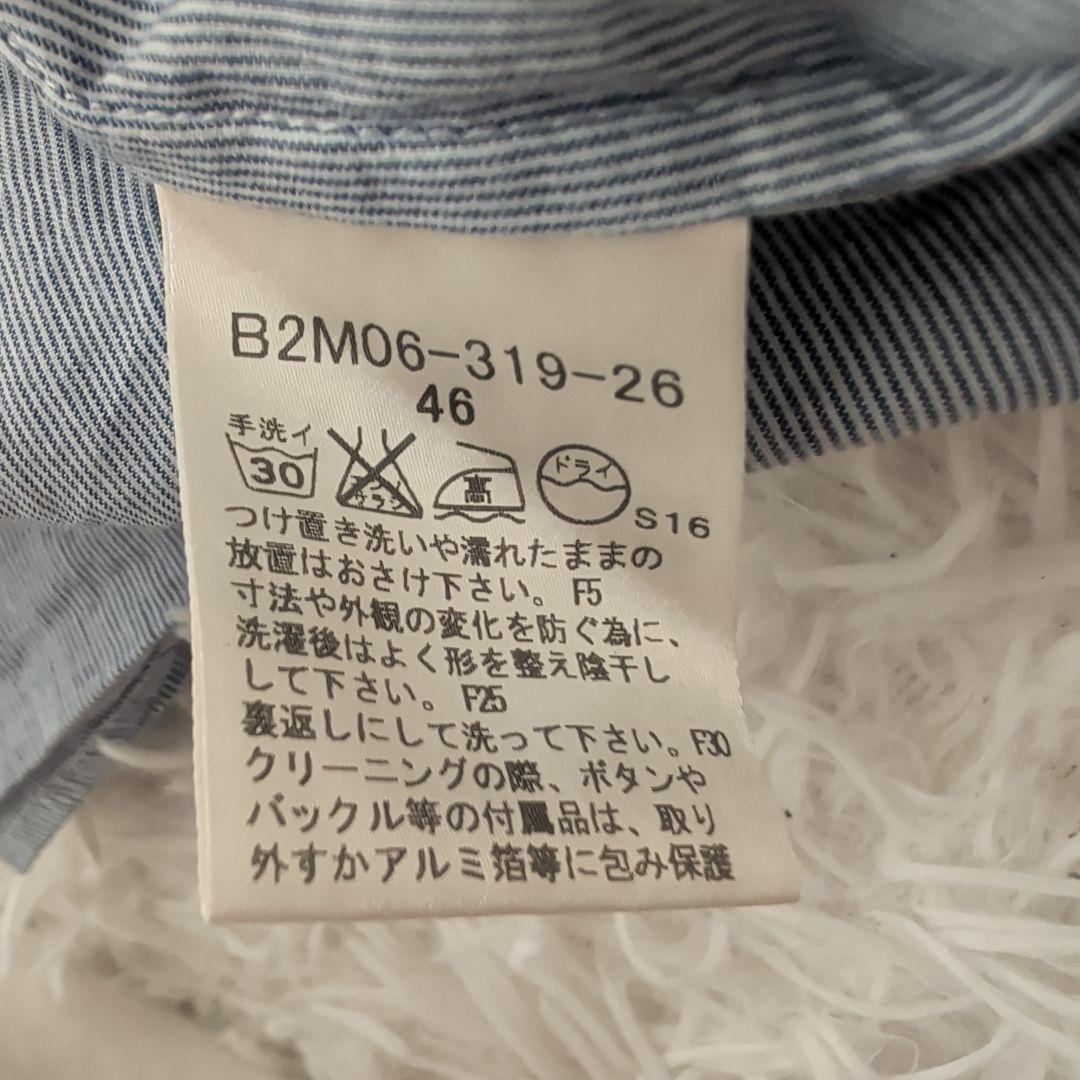 B2M06-319-26
46
手洗イ
30
エンソ
サラシ
高
ドライ
S16
つけ置き洗いや濡れたままの
放置はおさけ下さい。 F5
寸法や外観の変化を防ぐ為に、
洗濯後はよく形を整え陰干し
して下さい。F25
裏返しにして洗って下さい。F30
クリーニングの際、ボタンや
バックル等の付属品は、取り
外すかアルミ箔等に包み保護